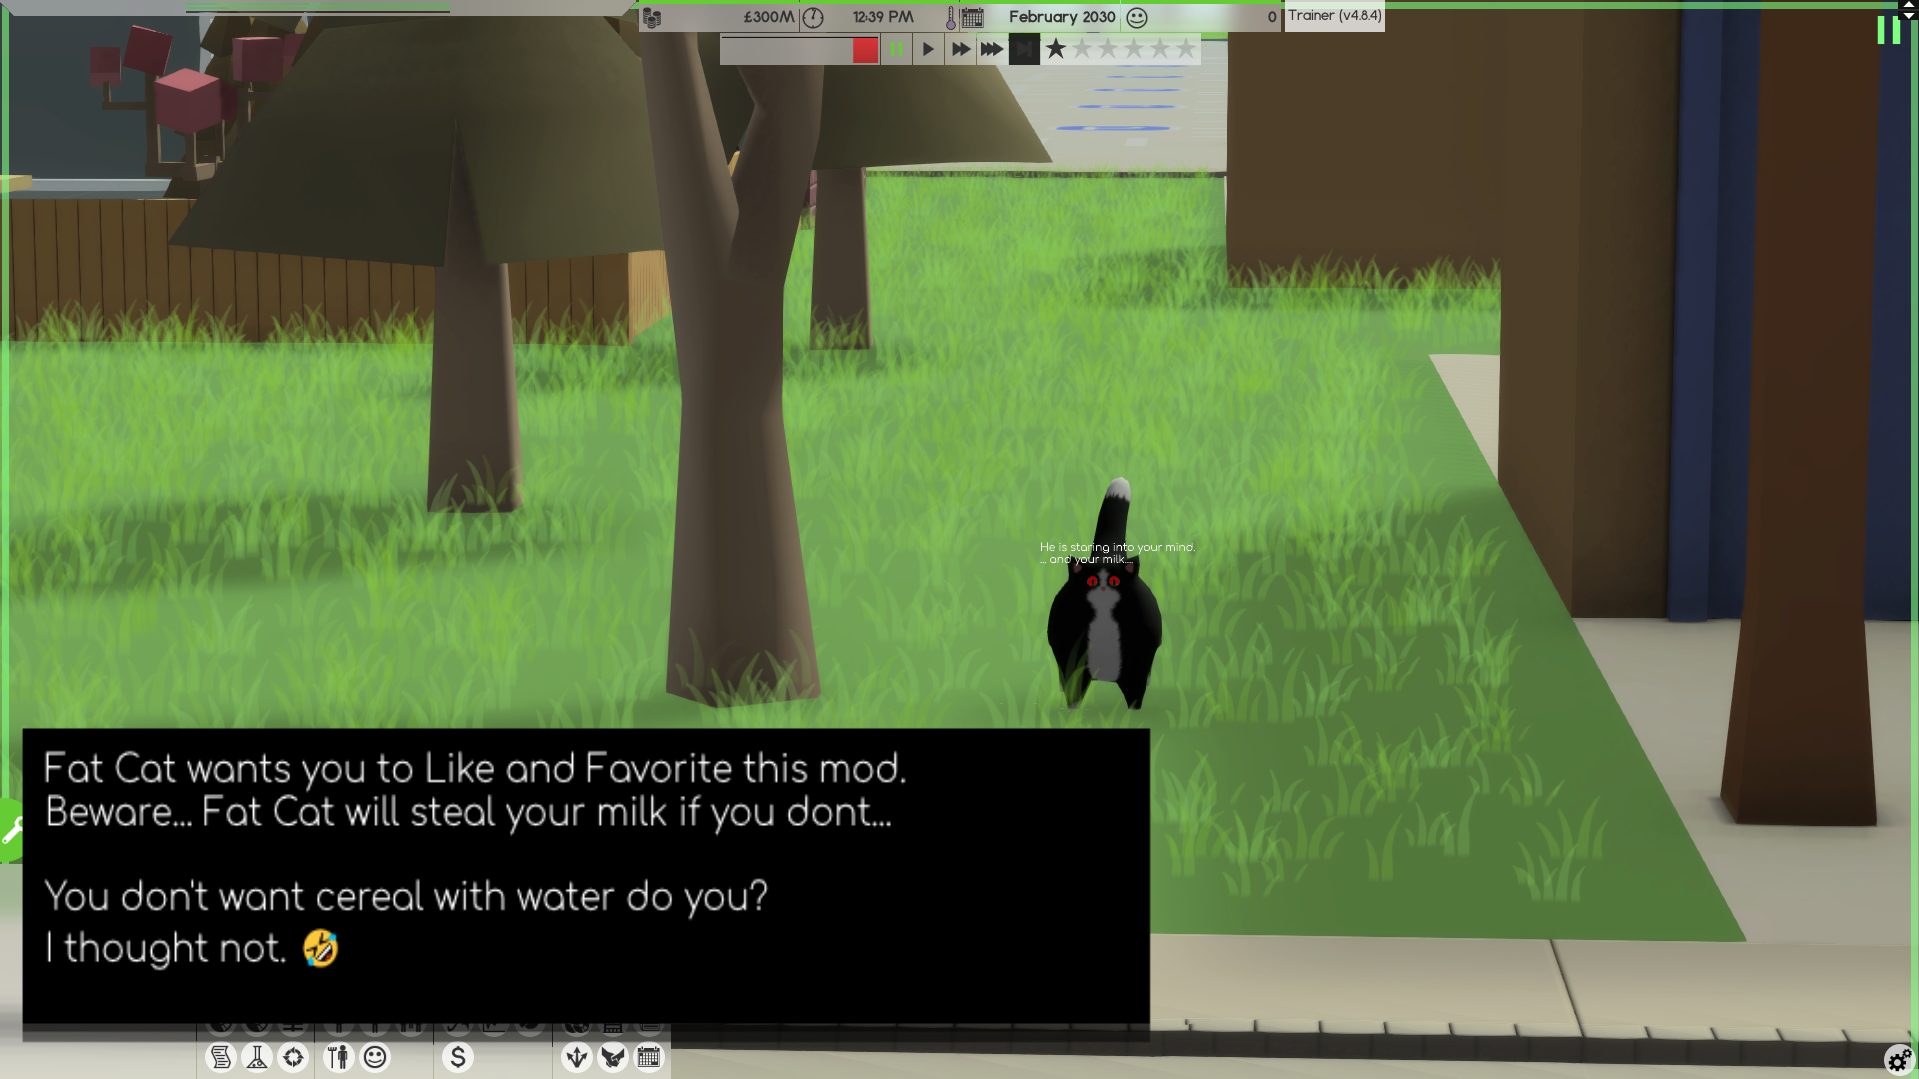 £300M 12:39 PM February 2030 0 Trainer (v4.8.4)
He is staring into your mind.
... and your milk....
Fat Cat wants you to Like and Favorite this mod.
Beware... Fat Cat will steal your milk if you dont...
You don't want cereal with water do you?
I thought not. 🤣